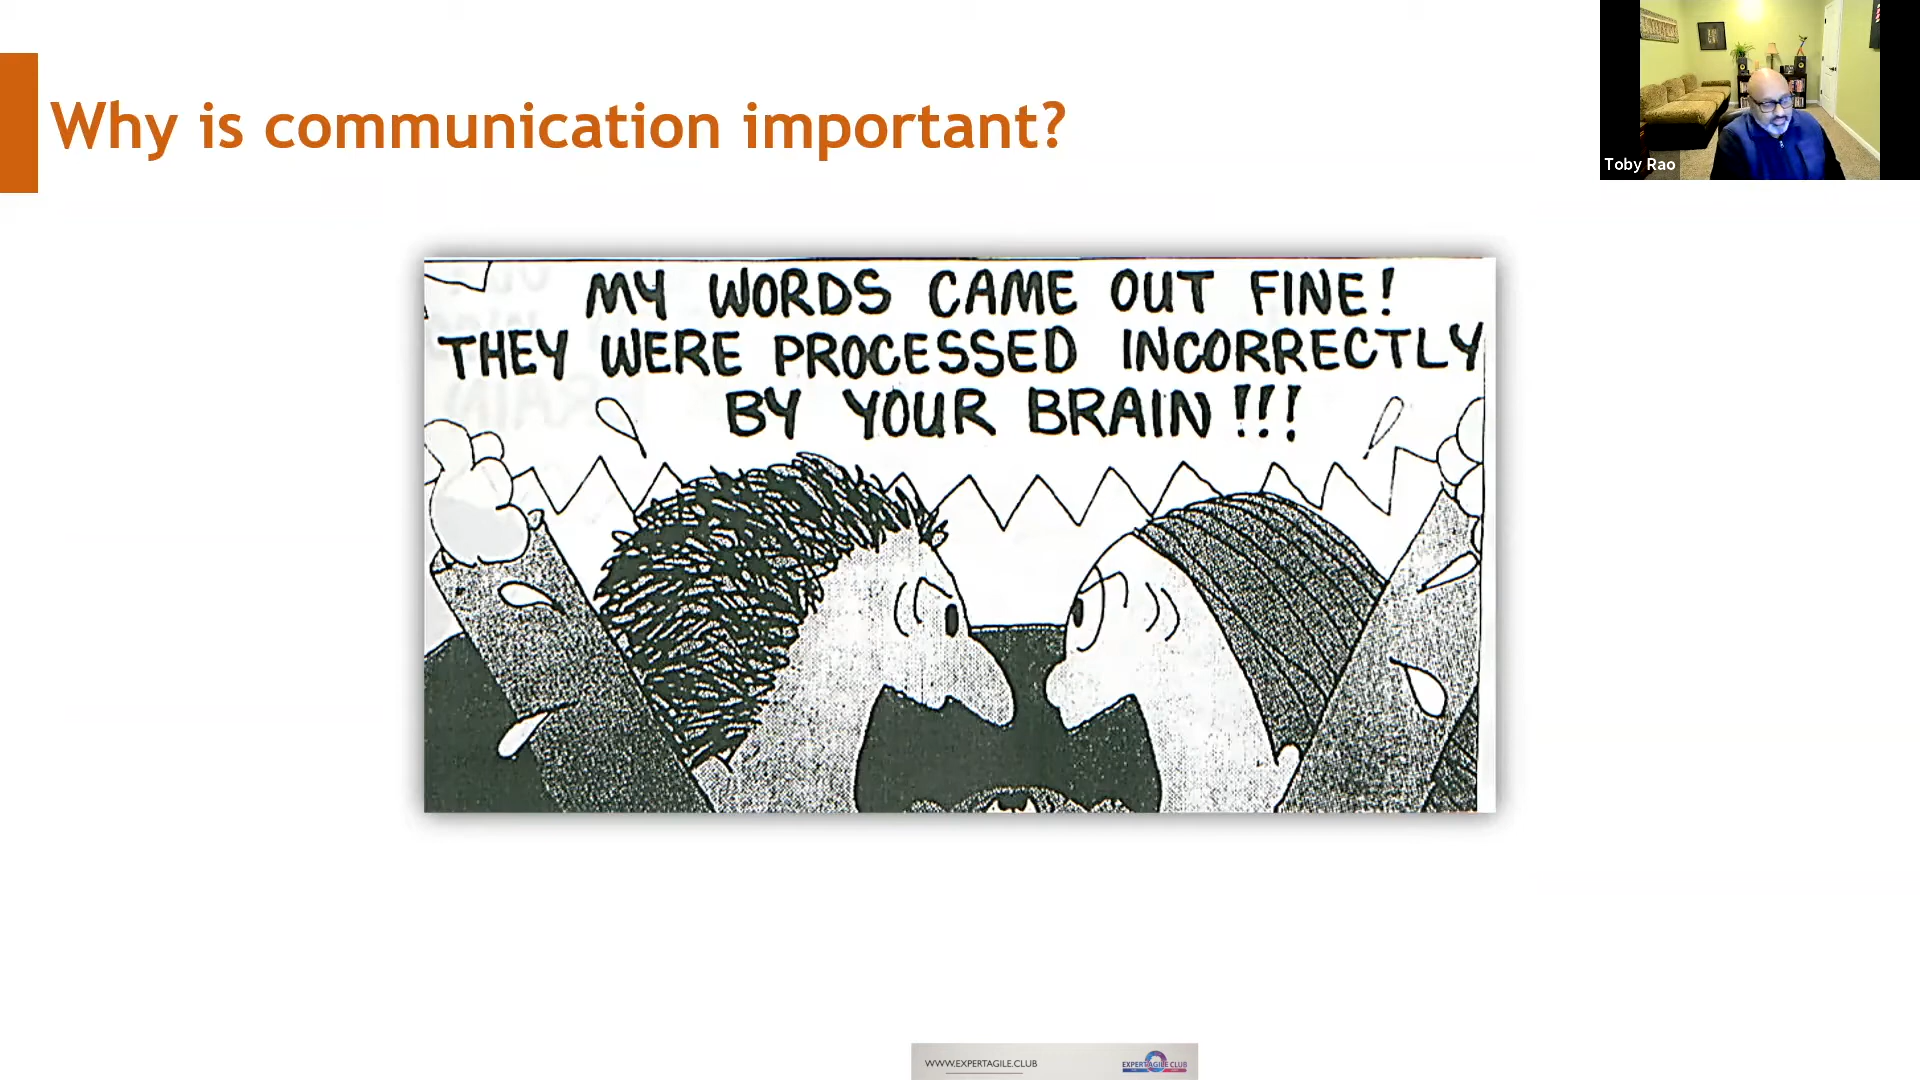 Why is communication important?
Toby Rao
MY WORDS CAME OUT FINE!
THEY WERE PROCESSED INCORRECTLY
BY YOUR BRAIN!!!
WWW.EXPERTAGILE.CLUB
EXPERTAGILE CLUB